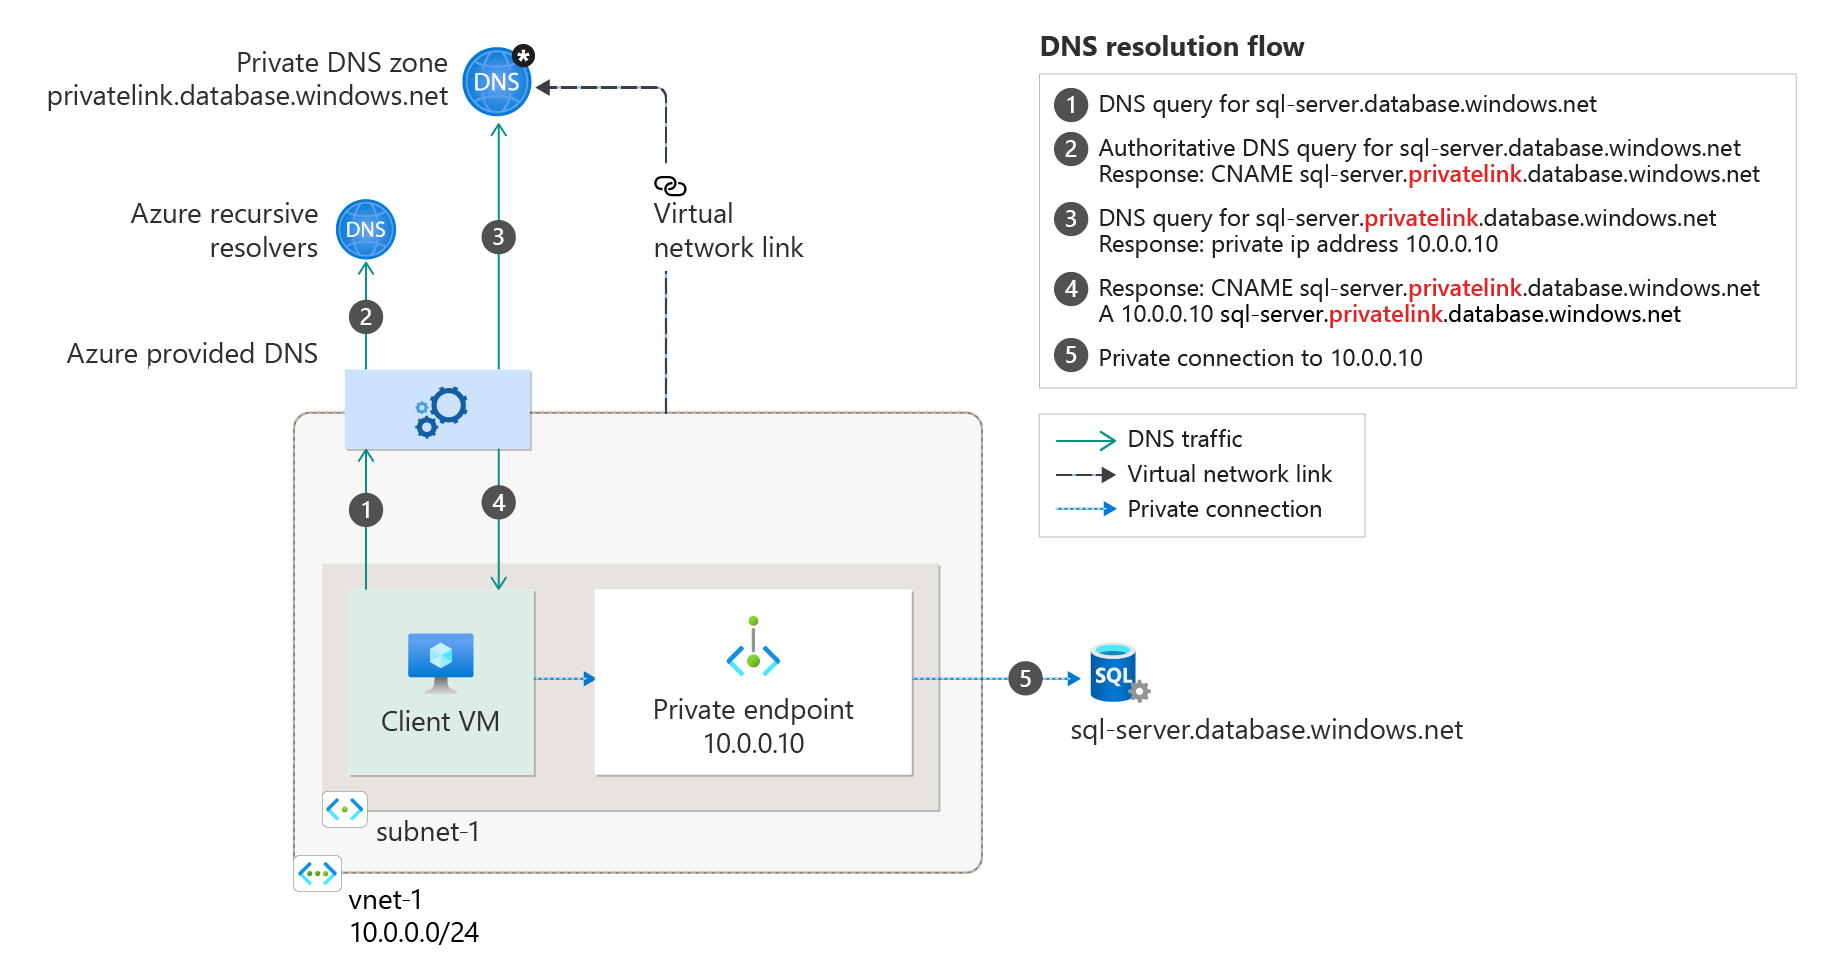 Private DNS zone
privatelink.database.windows.net
DNS
*
Azure recursive
resolvers
DNS
Virtual
network link
3
2
Azure provided DNS
1
4
Client VM
Private endpoint
10.0.0.10
5
SQL
sql-server.database.windows.net
subnet-1
vnet-1
10.0.0.0/24
DNS resolution flow
1 DNS query for sql-server.database.windows.net
2 Authoritative DNS query for sql-server.database.windows.net
Response: CNAME sql-server.privatelink.database.windows.net
3 DNS query for sql-server.privatelink.database.windows.net
Response: private ip address 10.0.0.10
4 Response: CNAME sql-server.privatelink.database.windows.net
A 10.0.0.10 sql-server.privatelink.database.windows.net
5 Private connection to 10.0.0.10
DNS traffic
Virtual network link
Private connection